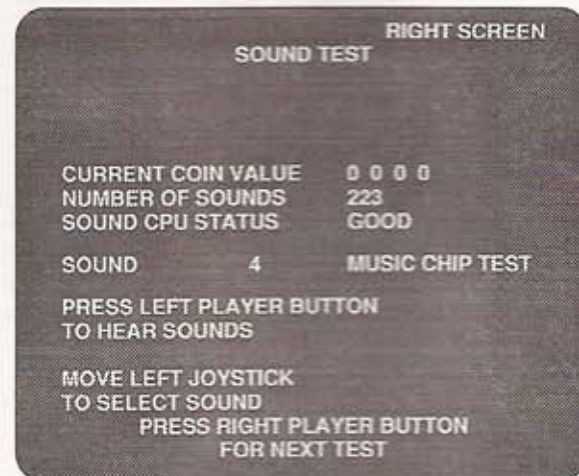 RIGHT SCREEN
SOUND TEST
CURRENT COIN VALUE 0 0 0 0
NUMBER OF SOUNDS 223
SOUND CPU STATUS GOOD
SOUND 4 MUSIC CHIP TEST
PRESS LEFT PLAYER BUTTON
TO HEAR SOUNDS
MOVE LEFT JOYSTICK
TO SELECT SOUND
PRESS RIGHT PLAYER BUTTON
FOR NEXT TEST